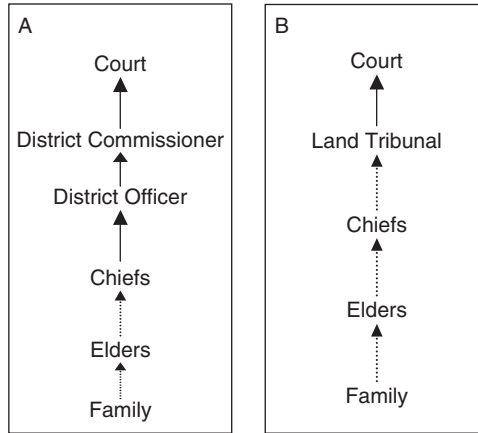 A
Court
District Commissioner
District Officer
Chiefs
Elders
Family
B
Court
Land Tribunal
Chiefs
Elders
Family